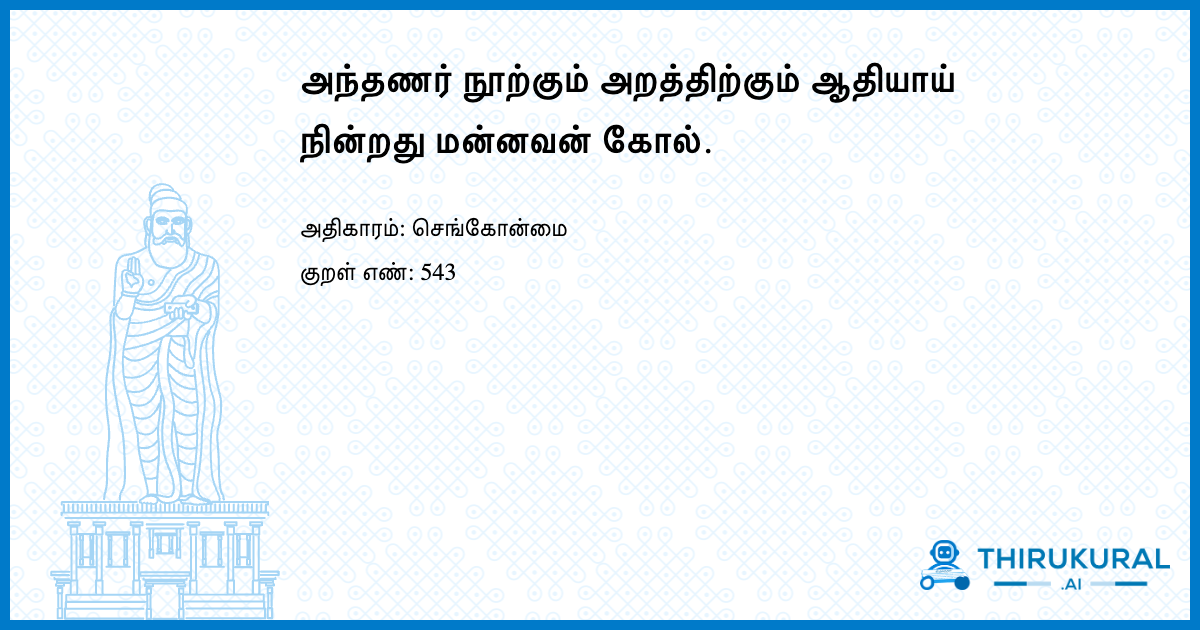 அந்தணர் நூற்கும் அறத்திற்கும் ஆதியாய்
நின்றது மன்னவன் கோல்.
அதிகாரம்: செங்கோன்மை
குறள் எண்: 543
THIRUKURAL
.AI